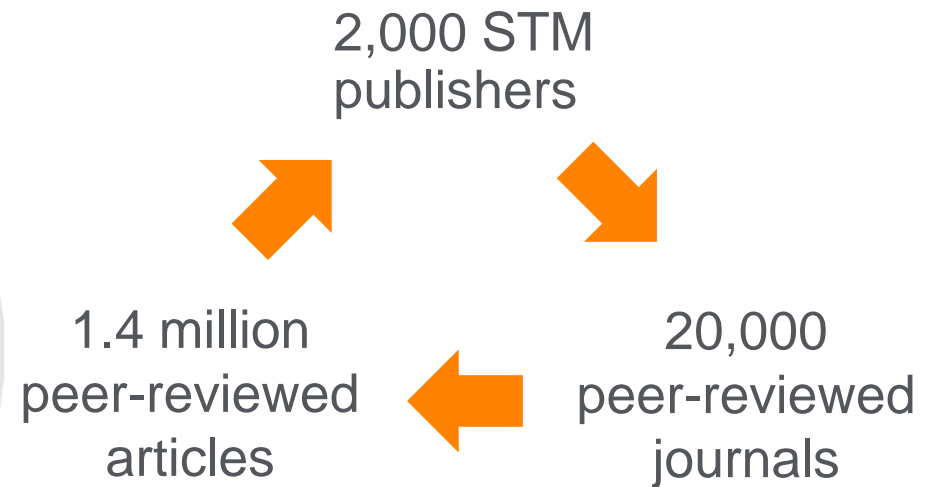 2,000 STM
publishers
1.4 million
peer-reviewed
articles
20,000
peer-reviewed
journals